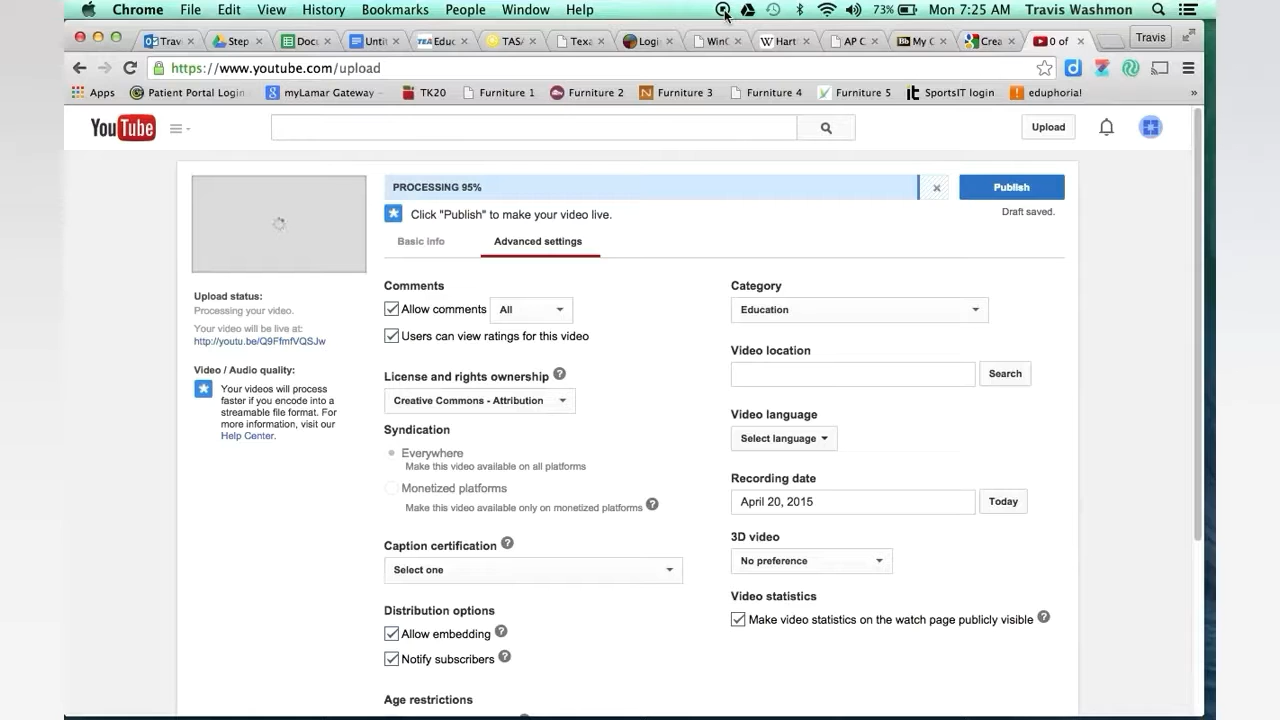 Chrome File Edit View History Bookmarks People Window Help 73% Mon 7:25 AM Travis Washmon
Trav Step Doc Unti Educ TASA Texa Logi WinC Hart AP C My C Crea 0 of Travis
https://www.youtube.com/upload
Apps Patient Portal Login myLamar Gateway - TK20 Furniture 1 Furniture 2 Furniture 3 Furniture 4 Furniture 5 SportsIT login eduphoria! »
YouTube Upload
PROCESSING 95% Publish
Click "Publish" to make your video live. Draft saved.
Basic info Advanced settings
Upload status:
Processing your video.
Your video will be live at:
http://youtu.be/Q9FfmfVQSJw
Video / Audio quality:
Your videos will process
faster if you encode into a
streamable file format. For
more information, visit our
Help Center.
Comments
Allow comments All
Users can view ratings for this video
License and rights ownership ?
Creative Commons - Attribution
Syndication
Everywhere
Make this video available on all platforms
Monetized platforms
Make this video available only on monetized platforms ?
Caption certification ?
Select one
Distribution options
Allow embedding ?
Notify subscribers ?
Age restrictions
Category
Education
Video location
Search
Video language
Select language
Recording date
April 20, 2015 Today
3D video
No preference
Video statistics
Make video statistics on the watch page publicly visible ?